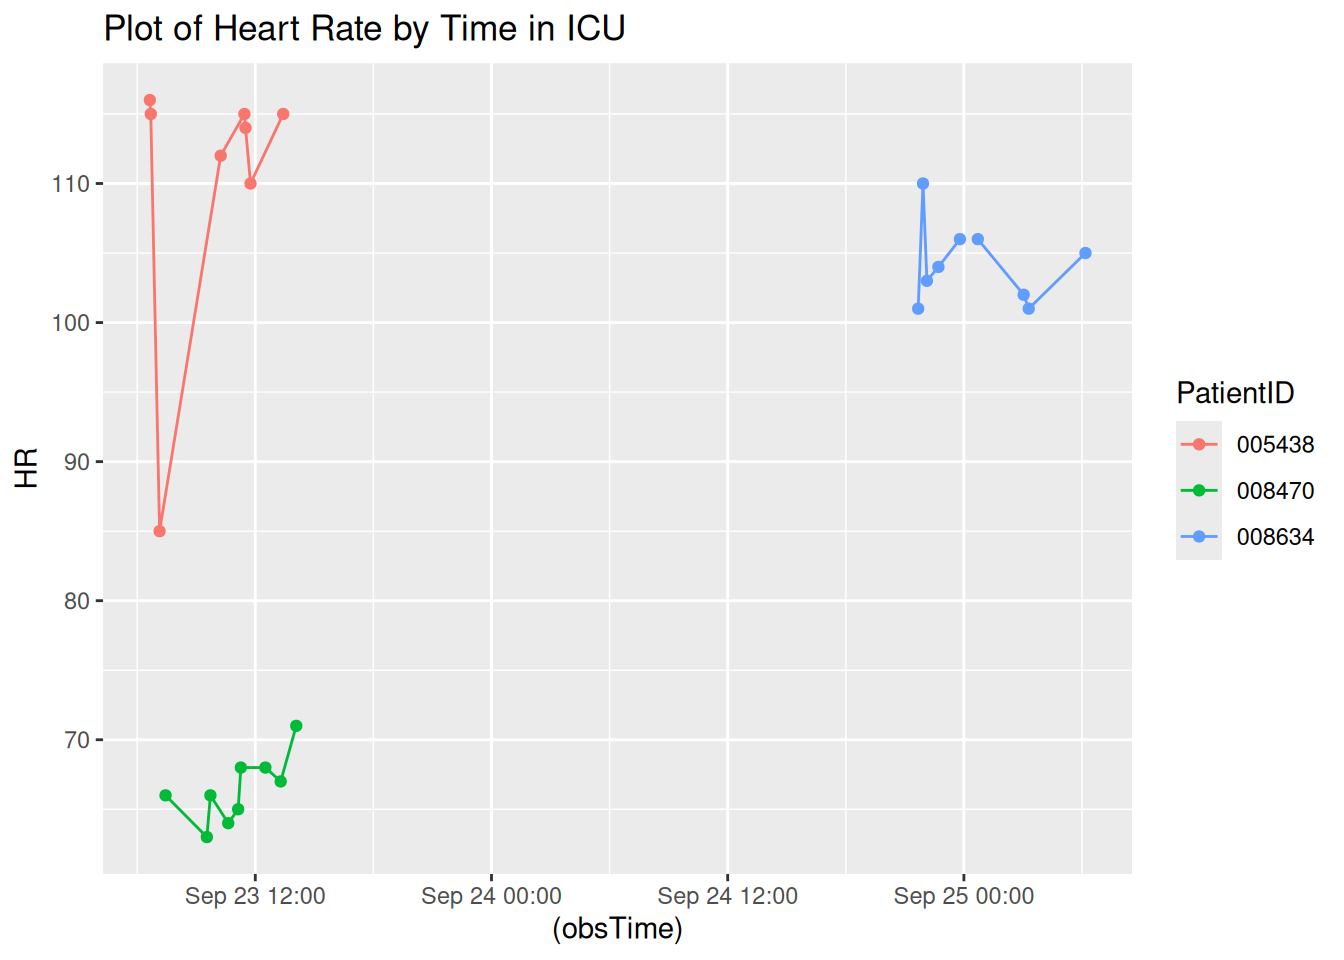 Plot of Heart Rate by Time in ICU
HR
110
100
90
80
70
Sep 23 12:00 Sep 24 00:00 Sep 24 12:00 Sep 25 00:00
(obsTime)
PatientID
005438
008470
008634